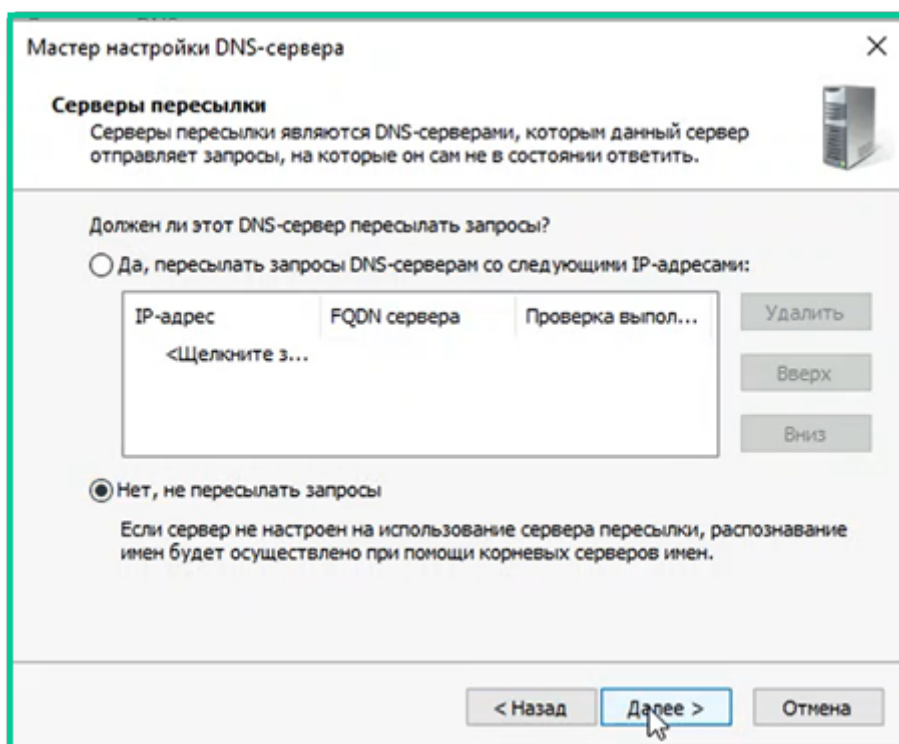 Мастер настройки DNS-сервера
Серверы пересылки
Серверы пересылки являются DNS-серверами, которым данный сервер
отправляет запросы, на которые он сам не в состоянии ответить.
Должен ли этот DNS-сервер пересылать запросы?
Да, пересылать запросы DNS-серверам со следующими IP-адресами:
IP-адрес FQDN сервера Проверка выпол...
<Щелкните з...
Удалить
Вверх
Вниз
Нет, не пересылать запросы
Если сервер не настроен на использование сервера пересылки, распознавание
имен будет осуществлено при помощи корневых серверов имен.
< Назад Далее > Отмена